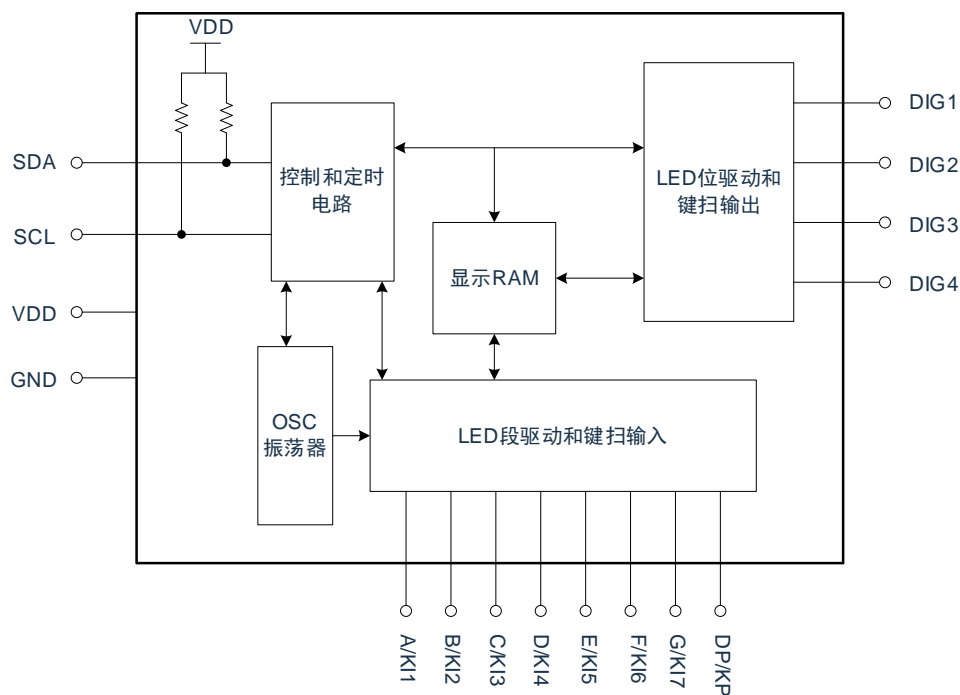 VDD
SDA
SCL
VDD
GND
控制和定时
电路
LED位驱动和
键扫输出
显示RAM
OSC
振荡器
LED段驱动和键扫输入
DIG1
DIG2
DIG3
DIG4
A/KI1
B/KI2
C/KI3
D/KI4
E/KI5
F/KI6
G/KI7
DP/KP